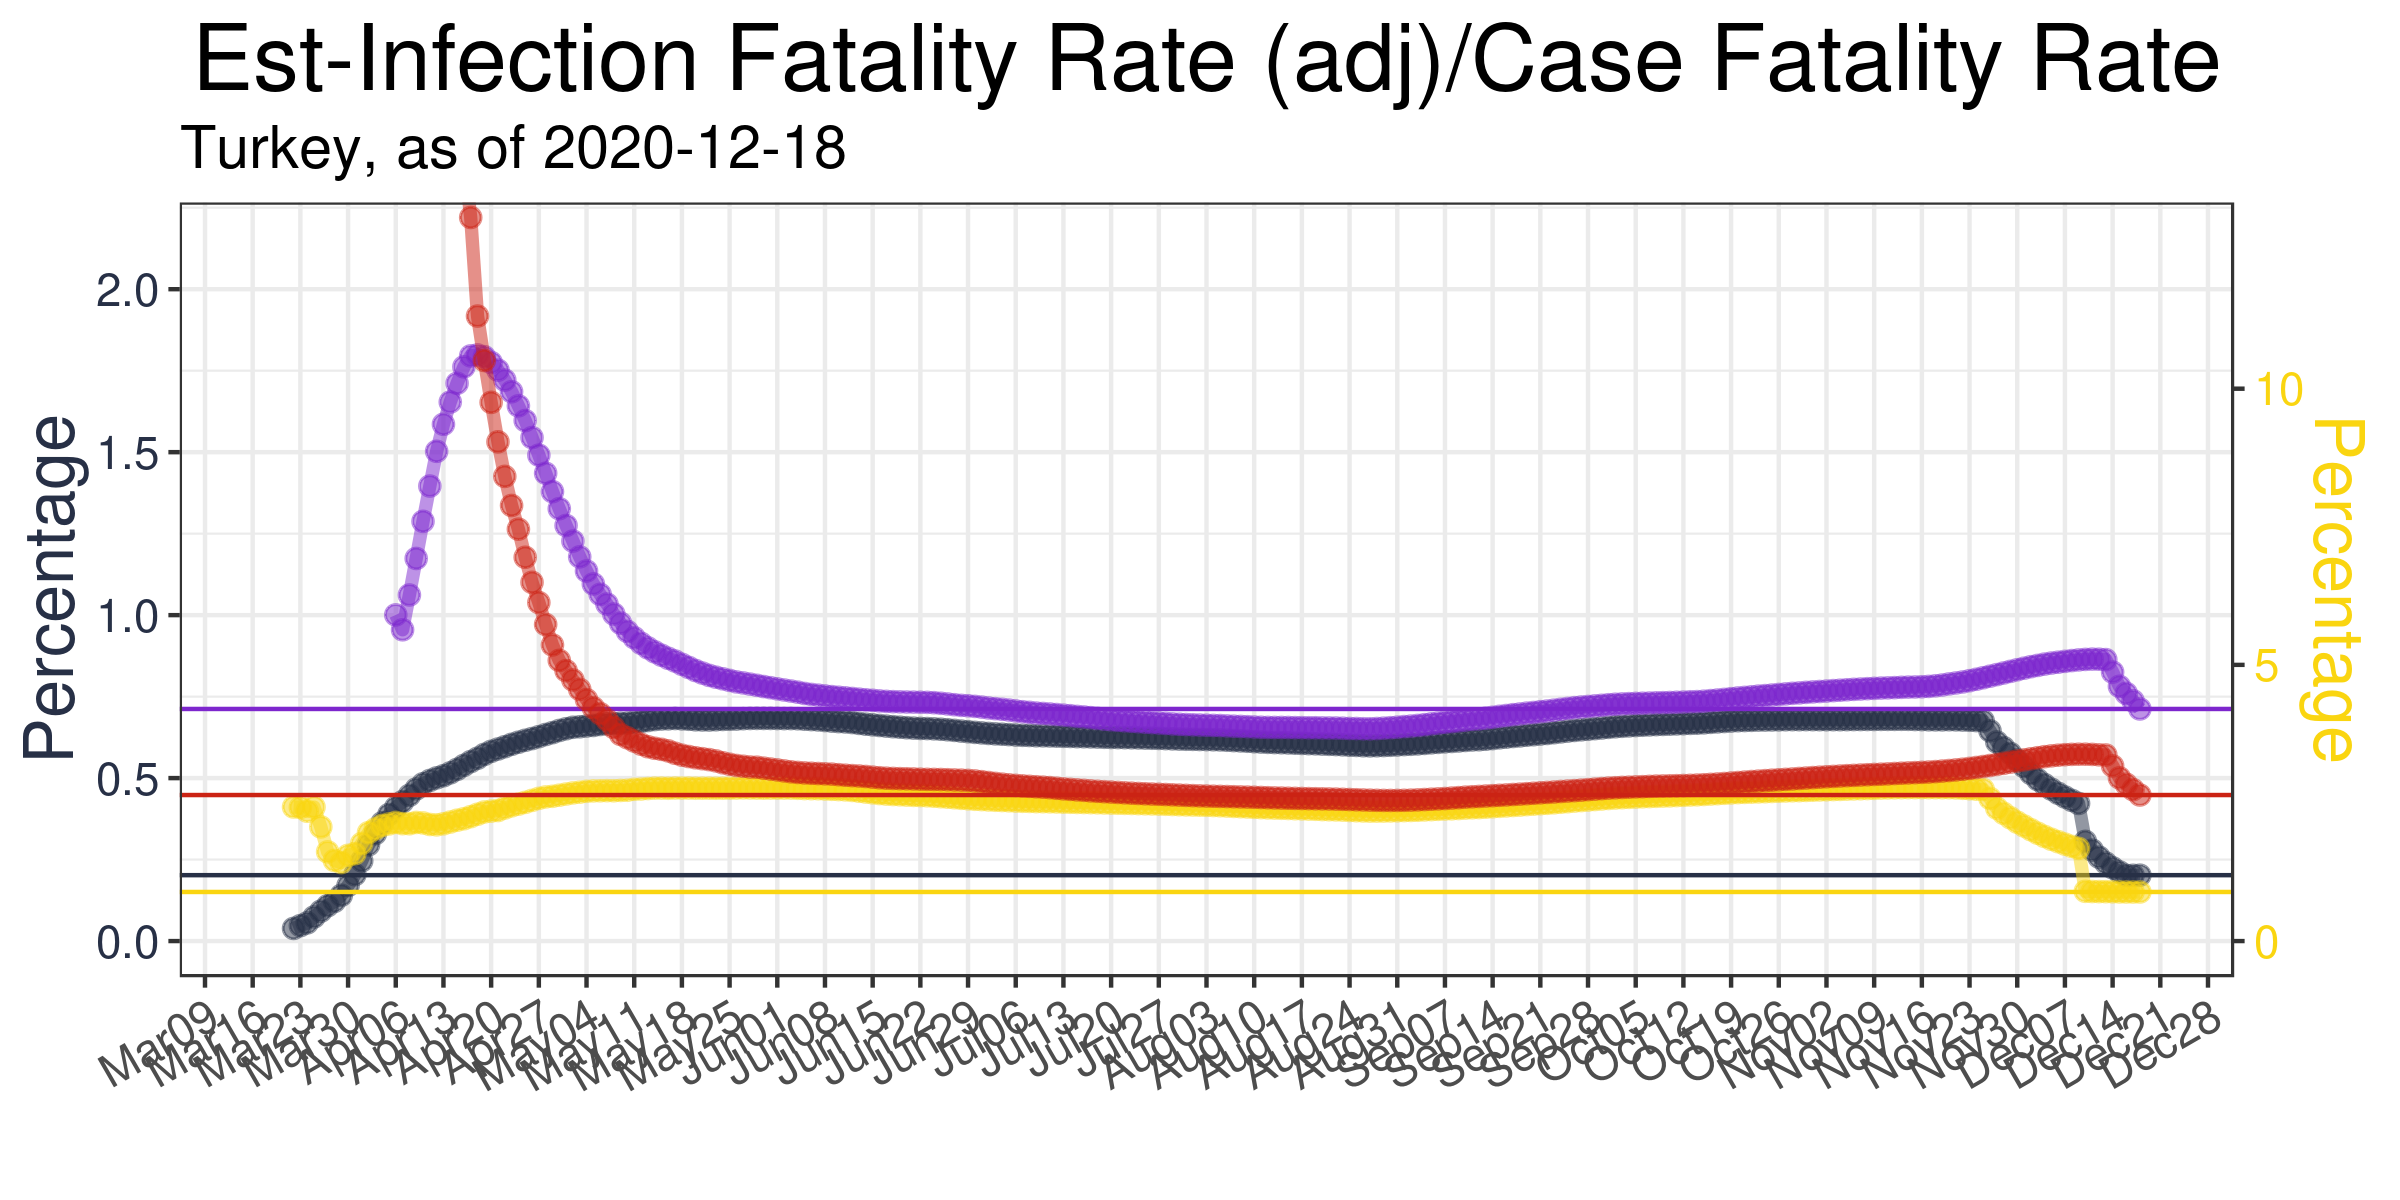 Est-Infection Fatality Rate (adj)/Case Fatality Rate
Turkey, as of 2020-12-18
Percentage
2.0
1.5
1.0
0.5
0.0
10
5
0
Percentage
Mar09
Mar16
Mar23
Mar30
Apr06
Apr13
Apr20
Apr27
May04
May11
May18
May25
Jun01
Jun08
Jun15
Jun22
Jun29
Jul06
Jul13
Jul20
Jul27
Aug03
Aug10
Aug17
Aug24
Aug31
Sep07
Sep14
Sep21
Sep28
Oct05
Oct12
Oct19
Oct26
Nov02
Nov09
Nov16
Nov23
Nov30
Dec07
Dec14
Dec21
Dec28